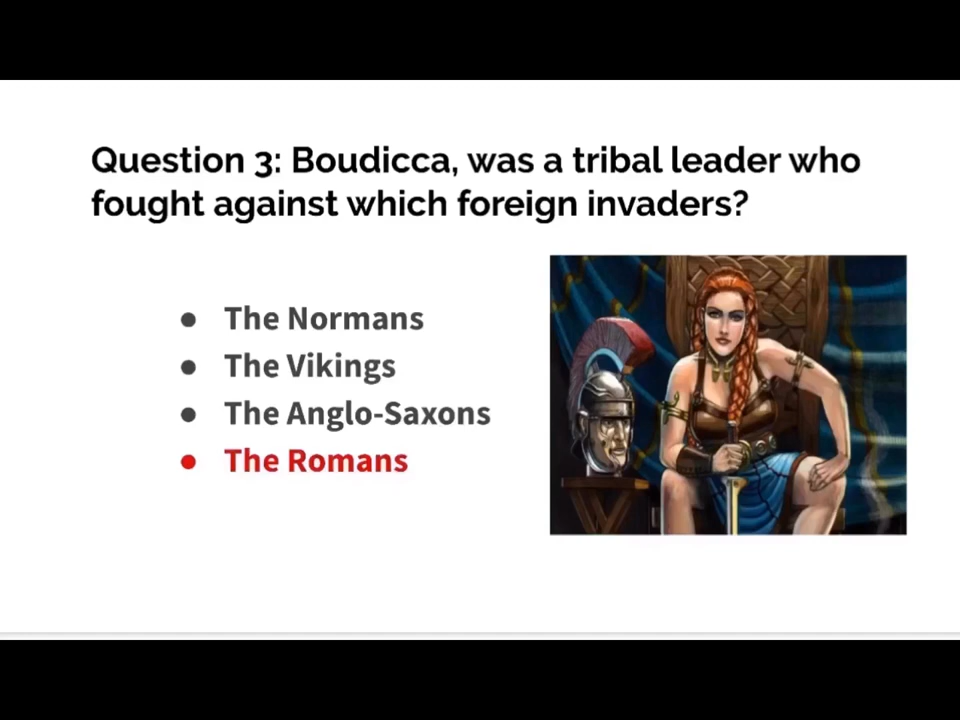 Question 3: Boudicca, was a tribal leader who
fought against which foreign invaders?
● The Normans
● The Vikings
● The Anglo-Saxons
● The Romans